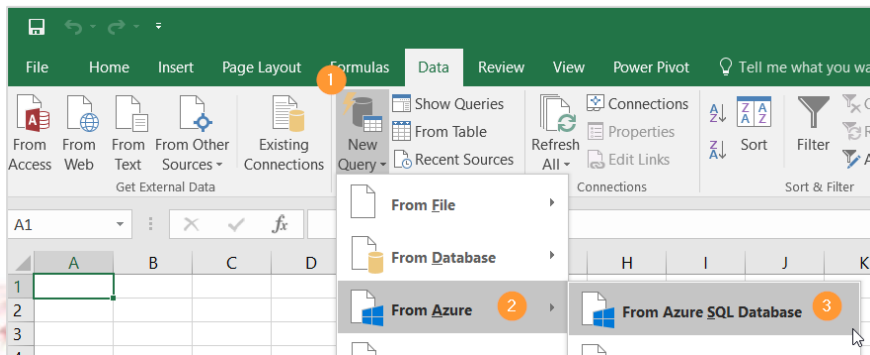 File Home Insert Page Layout Formulas Data Review View Power Pivot Tell me what you
1
From Access
From Web
From Text
From Other Sources
Existing Connections
Get External Data
New Query
Show Queries
From Table
Recent Sources
Refresh All
Connections
Properties
Edit Links
Connections
Sort
Filter
Sort & Filter
A1
fx
A B C D H I J K
1
2
3
From File
From Database
From Azure 2
From Azure SQL Database 3